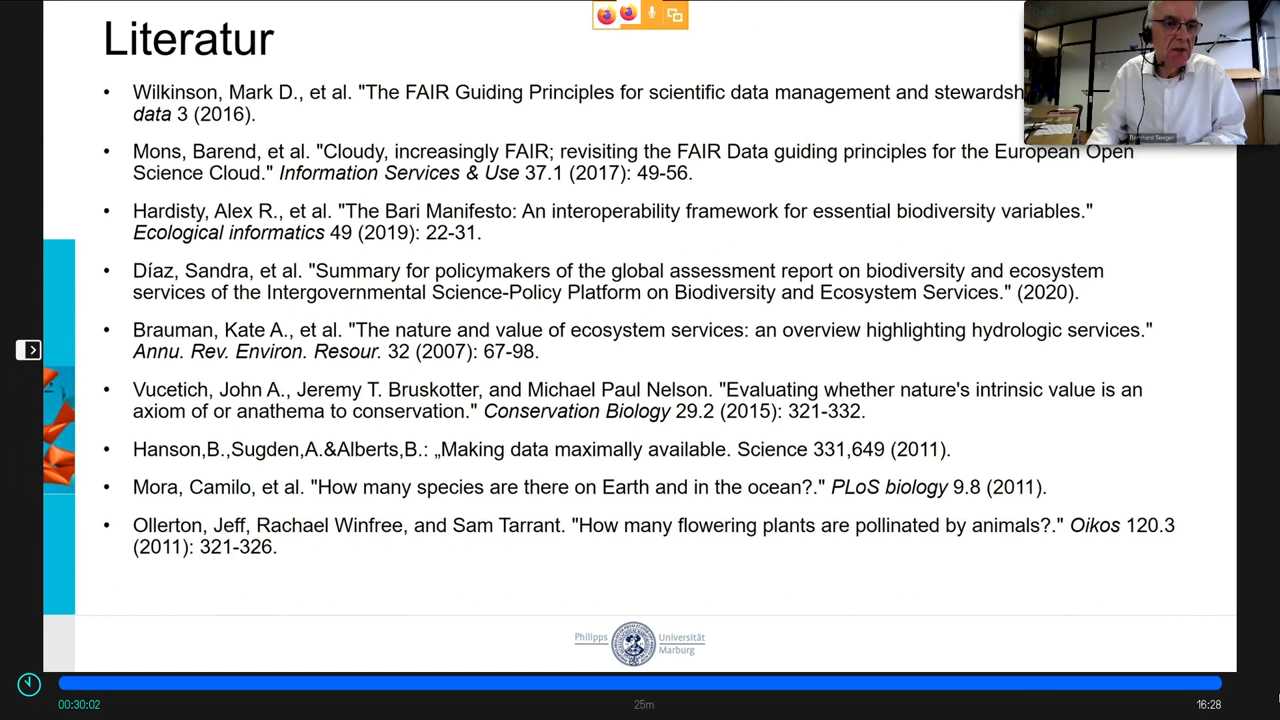 Literatur
• Wilkinson, Mark D., et al. "The FAIR Guiding Principles for scientific data management and
data 3 (2016).
• Mons, Barend, et al. "Cloudy, increasingly FAIR; revisiting the FAIR Data guiding principles for the European Open
Science Cloud." Information Services & Use 37.1 (2017): 49-56.
• Hardisty, Alex R., et al. "The Bari Manifesto: An interoperability framework for essential biodiversity variables."
Ecological informatics 49 (2019): 22-31.
• Díaz, Sandra, et al. "Summary for policymakers of the global assessment report on biodiversity and ecosystem
services of the Intergovernmental Science-Policy Platform on Biodiversity and Ecosystem Services." (2020).
• Brauman, Kate A., et al. "The nature and value of ecosystem services: an overview highlighting hydrologic services."
Annu. Rev. Environ. Resour. 32 (2007): 67-98.
• Vucetich, John A., Jeremy T. Bruskotter, and Michael Paul Nelson. "Evaluating whether nature's intrinsic value is an
axiom of or anathema to conservation." Conservation Biology 29.2 (2015): 321-332.
• Hanson,B.,Sugden,A.&Alberts,B.: „Making data maximally available. Science 331,649 (2011).
• Mora, Camilo, et al. "How many species are there on Earth and in the ocean?." PLoS biology 9.8 (2011).
• Ollerton, Jeff, Rachael Winfree, and Sam Tarrant. "How many flowering plants are pollinated by animals?." Oikos 120.3
(2011): 321-326.
Bernhard Seeger
Philipps Universität
Marburg
00:30:02 25m 16:28